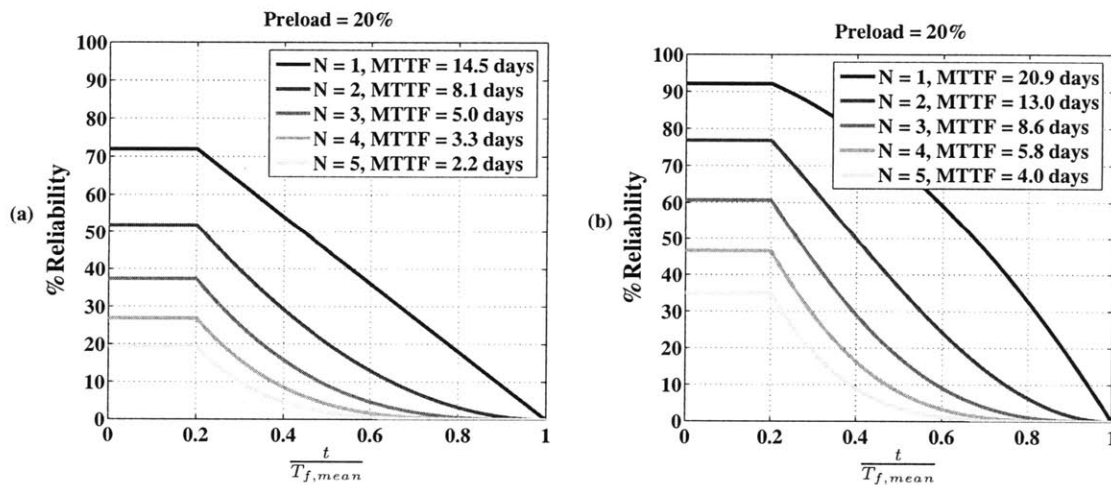 Preload = 20%
100
90
80
70
60
50
40
30
20
10
0
% Reliability
(a)
N = 1, MTTF = 14.5 days
N = 2, MTTF = 8.1 days
N = 3, MTTF = 5.0 days
N = 4, MTTF = 3.3 days
N = 5, MTTF = 2.2 days
0 0.2 0.4 0.6 0.8 1
t
T_{f,mean}
Preload = 20%
100
90
80
70
60
50
40
30
20
10
0
% Reliability
(b)
N = 1, MTTF = 20.9 days
N = 2, MTTF = 13.0 days
N = 3, MTTF = 8.6 days
N = 4, MTTF = 5.8 days
N = 5, MTTF = 4.0 days
0 0.2 0.4 0.6 0.8 1
t
T_{f,mean}